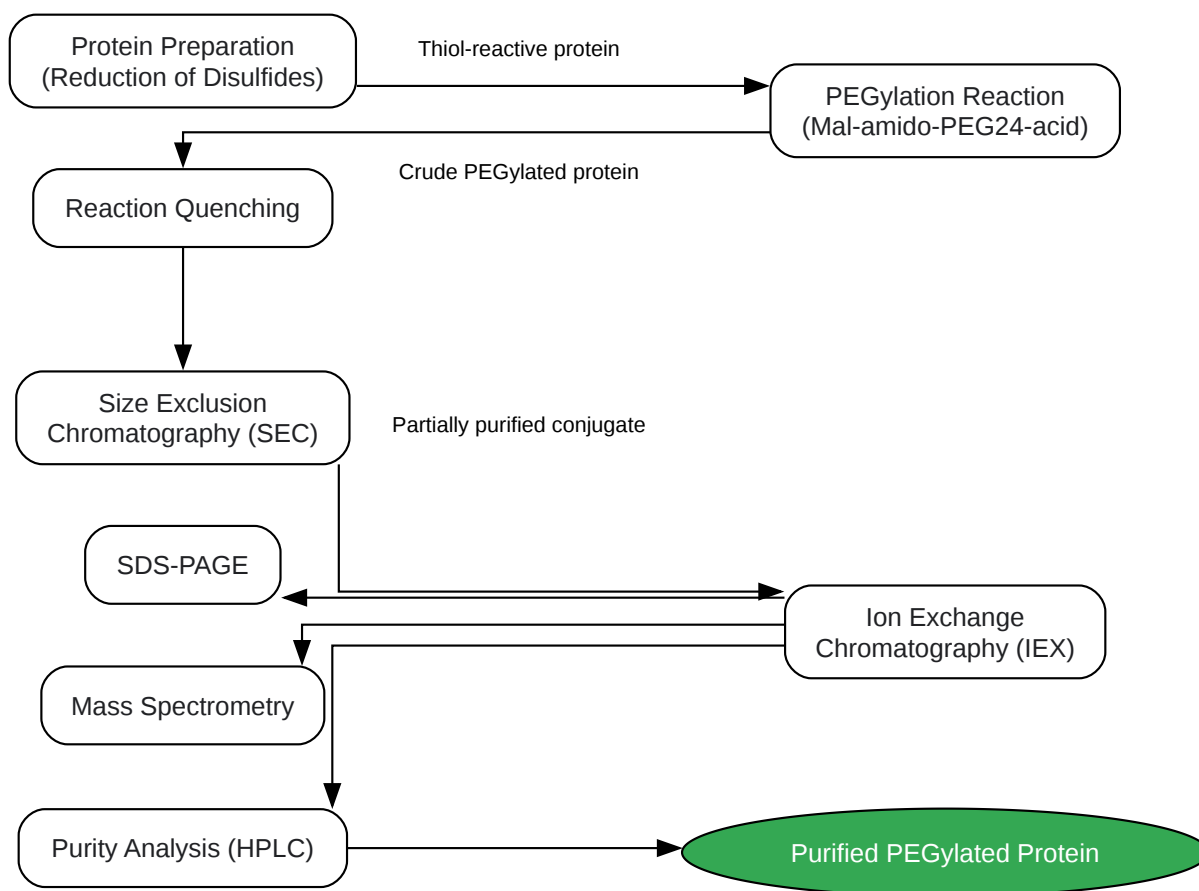 Protein Preparation
(Reduction of Disulfides)
Thiol-reactive protein
PEGylation Reaction
(Mal-amido-PEG24-acid)
Crude PEGylated protein
Reaction Quenching
Size Exclusion
Chromatography (SEC)
Partially purified conjugate
SDS-PAGE
Ion Exchange
Chromatography (IEX)
Mass Spectrometry
Purity Analysis (HPLC)
Purified PEGylated Protein